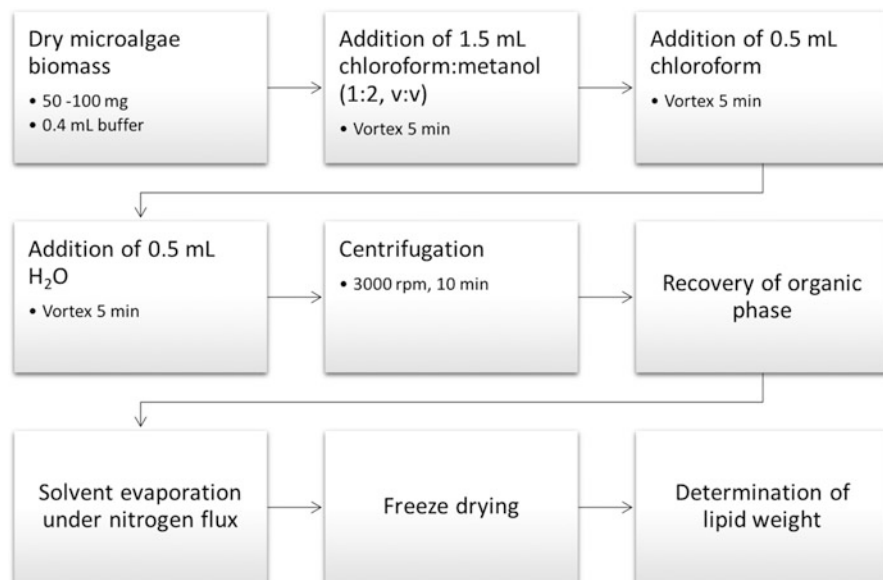 Dry microalgae
biomass
• 50 -100 mg
• 0.4 mL buffer
Addition of 1.5 mL
chloroform:metanol
(1:2, v:v)
• Vortex 5 min
Addition of 0.5 mL
chloroform
• Vortex 5 min
Addition of 0.5 mL
H₂O
• Vortex 5 min
Centrifugation
• 3000 rpm, 10 min
Recovery of organic
phase
Solvent evaporation
under nitrogen flux
Freeze drying
Determination of
lipid weight